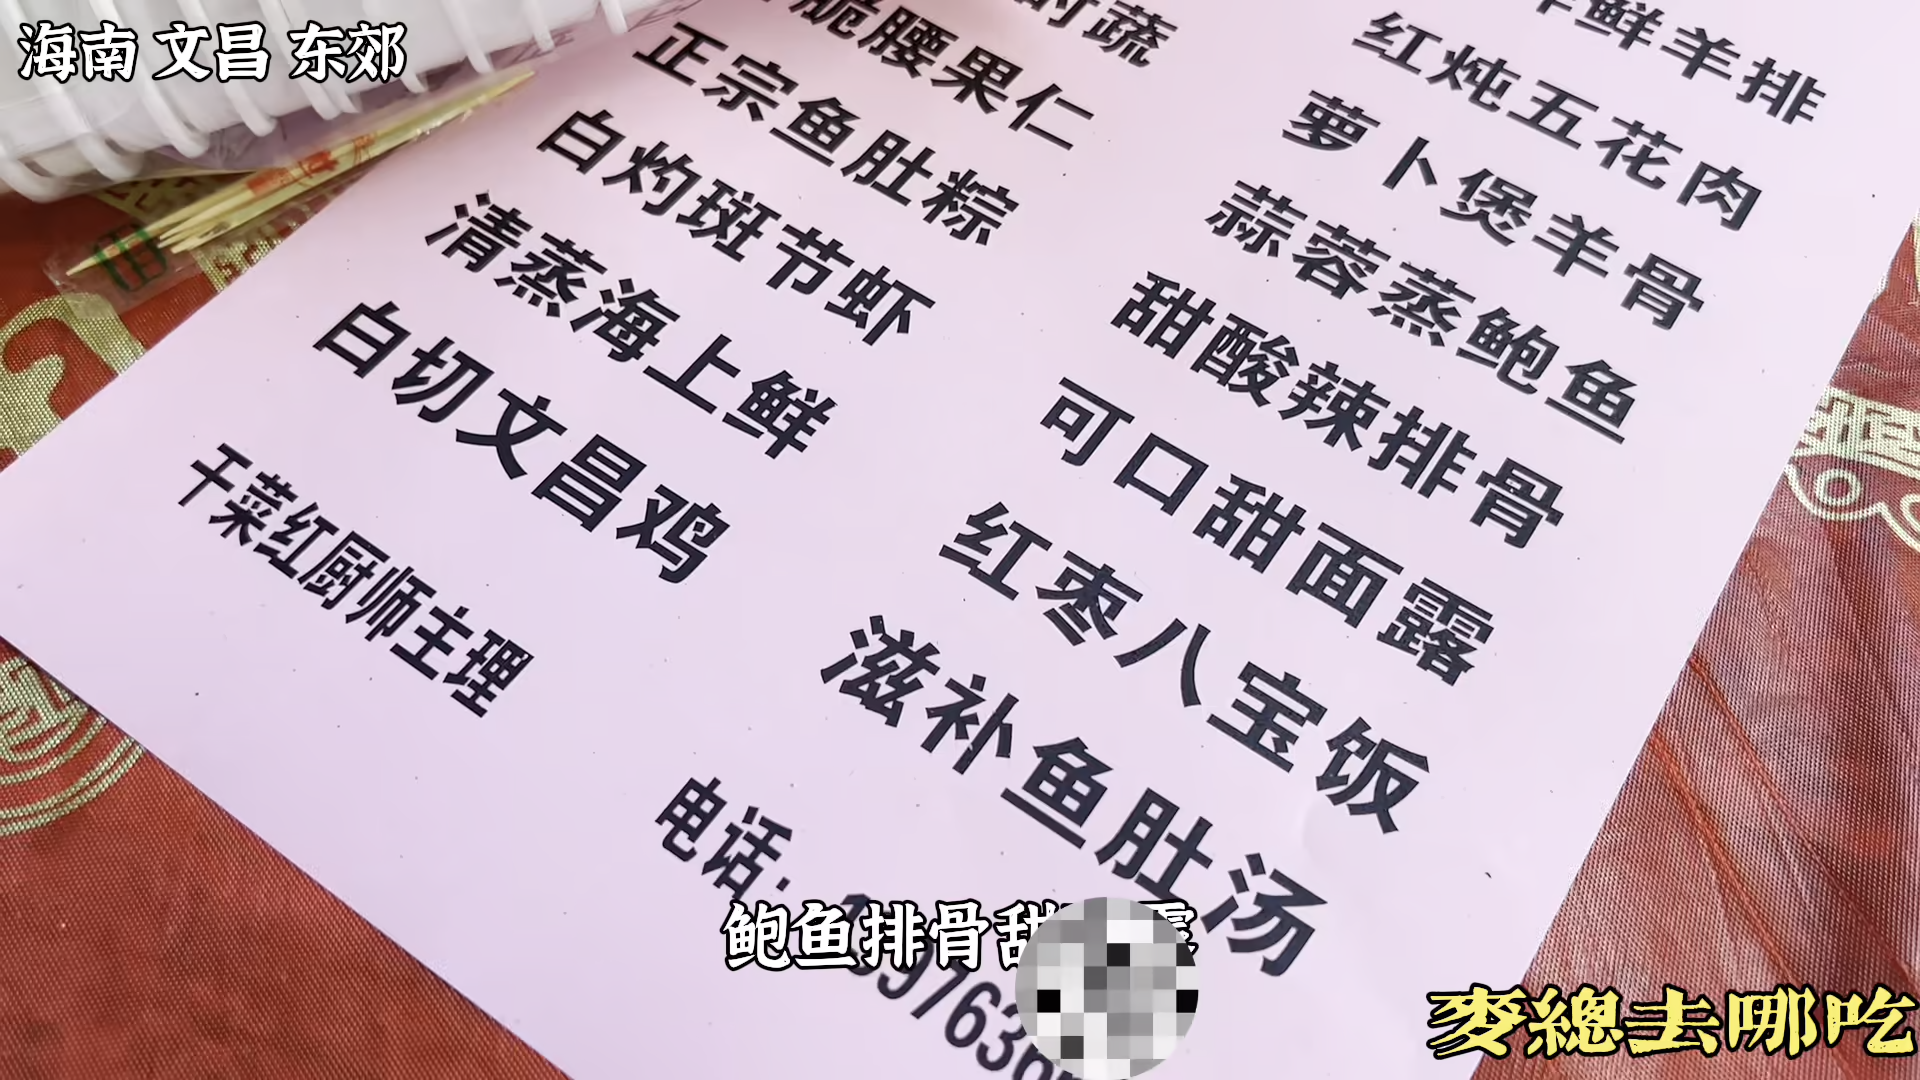 海南 文昌 东郊
时蔬
脆腰果仁
正宗鱼肚粽
白灼斑节虾
清蒸海上鲜
白切文昌鸡
干菜红厨师主理
鲜羊排
红炖五花肉
萝卜煲羊骨
蒜蓉蒸鲍鱼
甜酸辣排骨
可口甜面露
红枣八宝饭
滋补鱼肚汤
电话:
鲍鱼排骨甜
麥總去哪吃